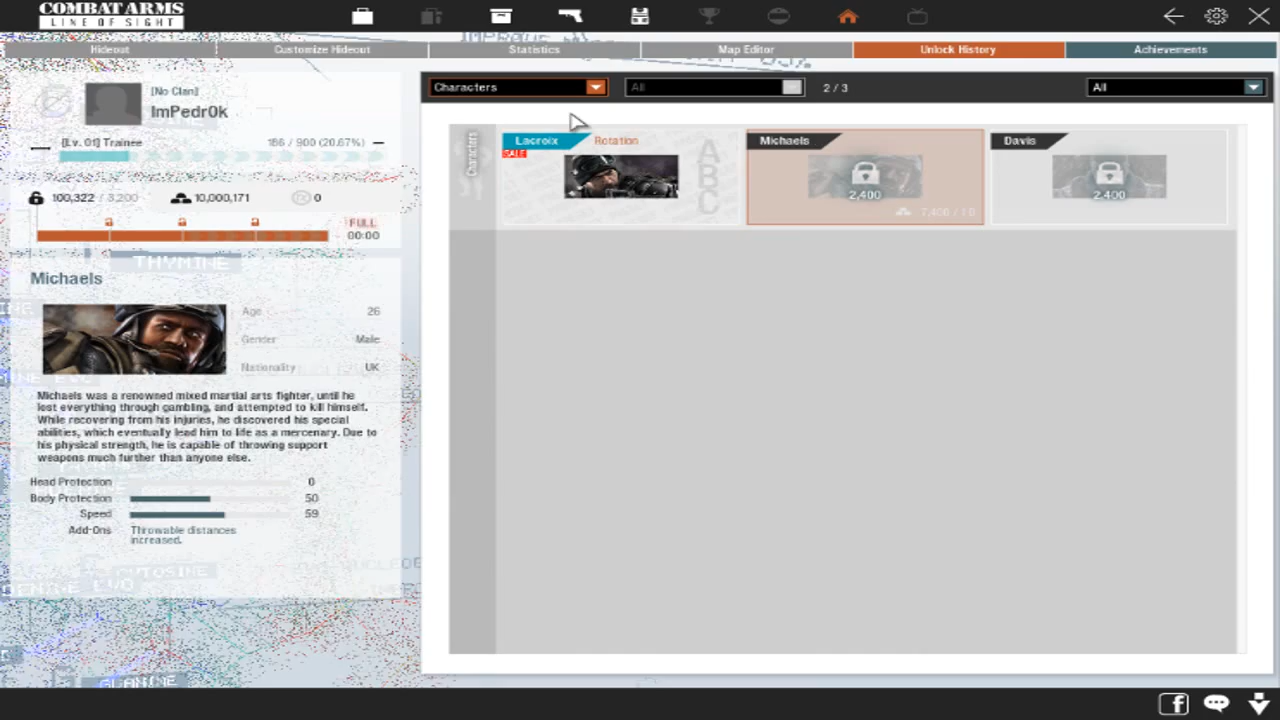 COMBAT ARMS
LINE OF SIGHT
Hideout
Customize Hideout
Statistics
Map Editor
Unlock History
Achievements
Characters
All
2 / 3
All
[No Clan]
ImPedr0k
[Lv. 01] Trainee
186 / 900 (20.67%)
100,322 / 3,200
10,000,171
0
FULL
00:00
THYMINE
Michaels
Age 26
Gender Male
Nationality UK
Michaels was a renowned mixed martial arts fighter, until he
lost everything through gambling, and attempted to kill himself.
While recovering from his injuries, he discovered his special
abilities, which eventually lead him to life as a mercenary. Due to
his physical strength, he is capable of throwing support
weapons much further than anyone else.
Head Protection 0
Body Protection 50
Speed 59
Add-Ons Throwable distances
increased.
Characters
Lacroix
Rotation
SALE
A
B
C
Michaels
2,400
Davis
2,400